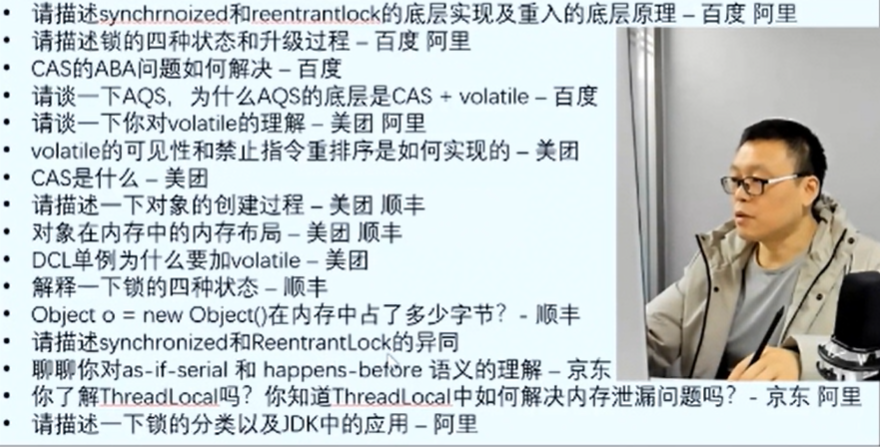 • 请描述synchrnoized和reentrantlock的底层实现及重入的底层原理 – 百度 阿里
• 请描述锁的四种状态和升级过程 – 百度 阿里
• CAS的ABA问题如何解决 – 百度
• 请谈一下AQS，为什么AQS的底层是CAS + volatile – 百度
• 请谈一下你对volatile的理解 – 美团 阿里
• volatile的可见性和禁止指令重排序是如何实现的 – 美团
• CAS是什么 – 美团
• 请描述一下对象的创建过程 – 美团 顺丰
• 对象在内存中的内存布局 – 美团 顺丰
• DCL单例为什么要加volatile – 美团
• 解释一下锁的四种状态 – 顺丰
• Object o = new Object()在内存中占了多少字节？- 顺丰
• 请描述synchronized和ReentrantLock的异同
• 聊聊你对as-if-serial 和 happens-before 语义的理解 – 京东
• 你了解ThreadLocal吗？你知道ThreadLocal中如何解决内存泄漏问题吗？- 京东 阿里
• 请描述一下锁的分类以及JDK中的应用 – 阿里